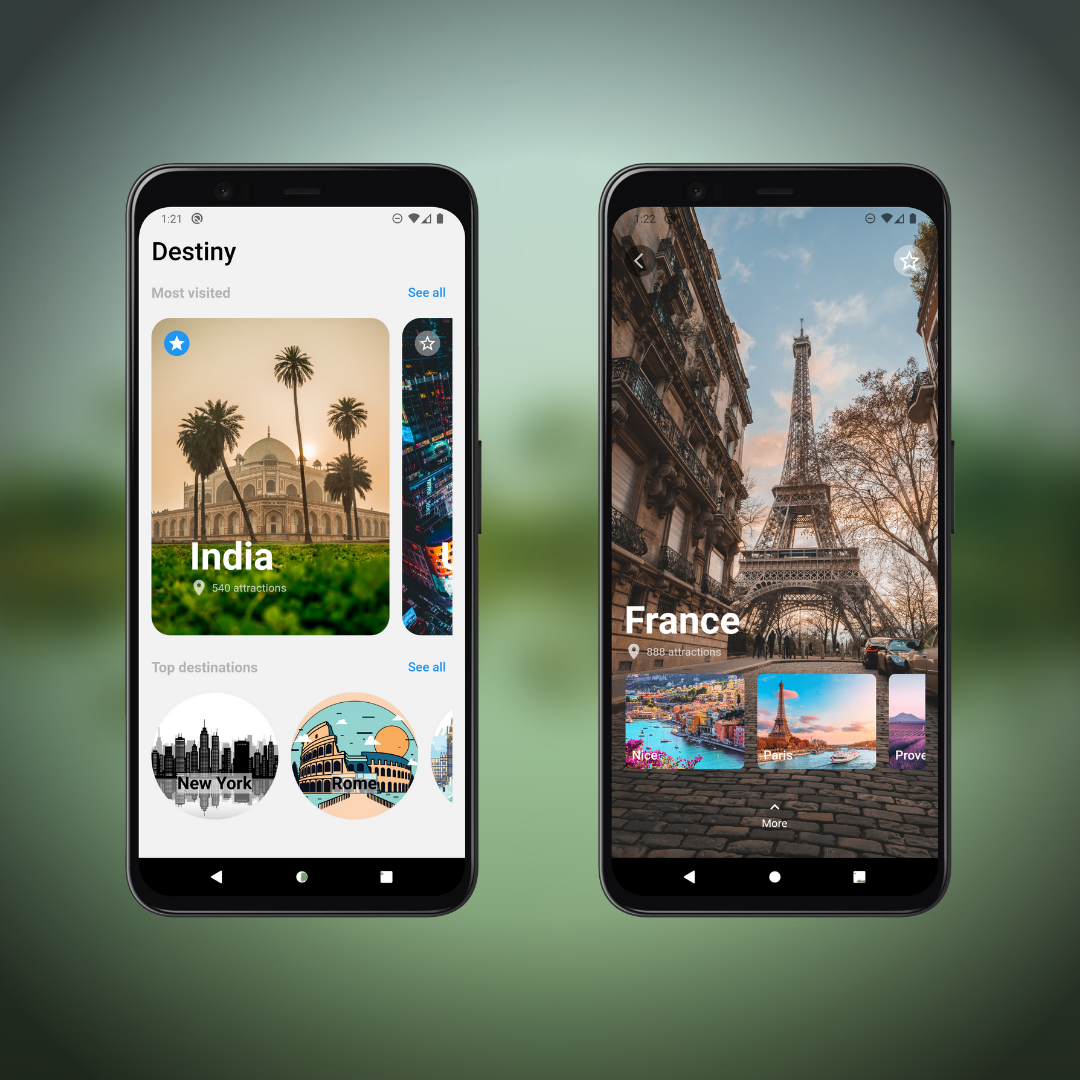 1:21
Destiny
Most visited
See all
India
540 attractions
Top destinations
See all
New York
Rome
1:22
France
888 attractions
Nice
Paris
Prove
More